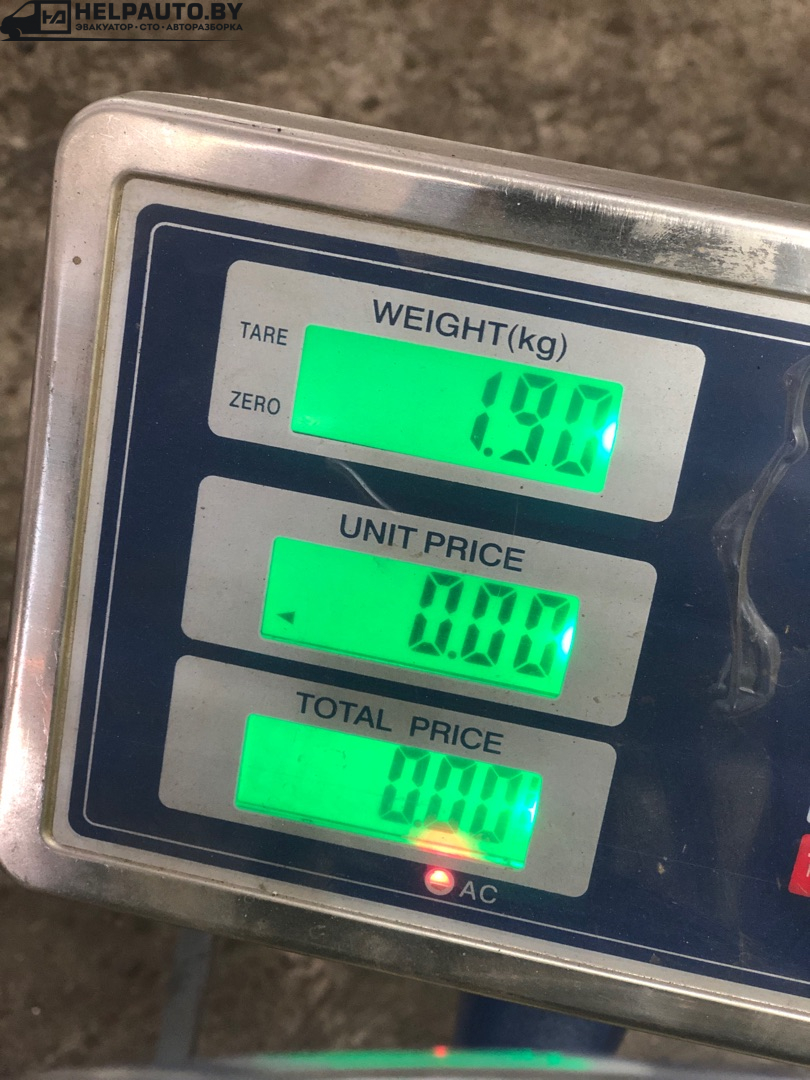 HELPAUTO.BY
ЭВАКУАТОР • СТО • АВТОРАЗБОРКА
WEIGHT(kg)
TARE
ZERO
1.90
UNIT PRICE
0.00
TOTAL PRICE
0.00
AC